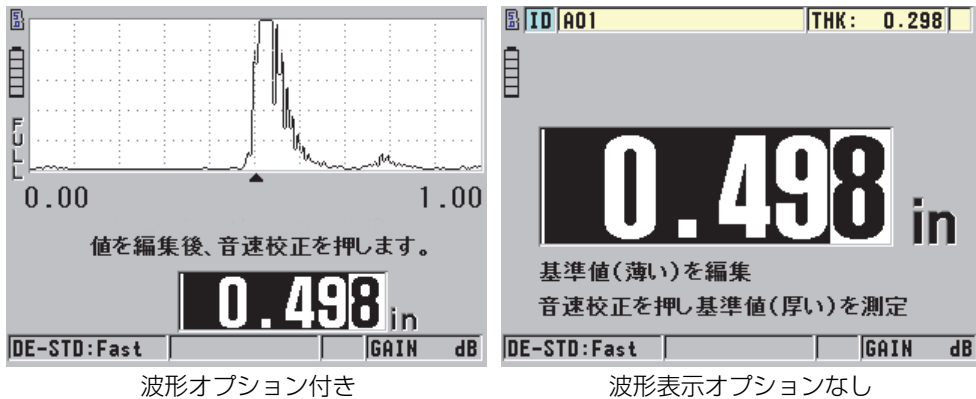 FULL
0.00 1.00
値を編集後、音速校正を押します。
0.498 in
DE-STD:Fast GAIN dB
波形オプション付き
ID A01 THK: 0.298
0.498 in
基準値(薄い)を編集
音速校正を押し基準値(厚い)を測定
DE-STD:Fast GAIN dB
波形表示オプションなし